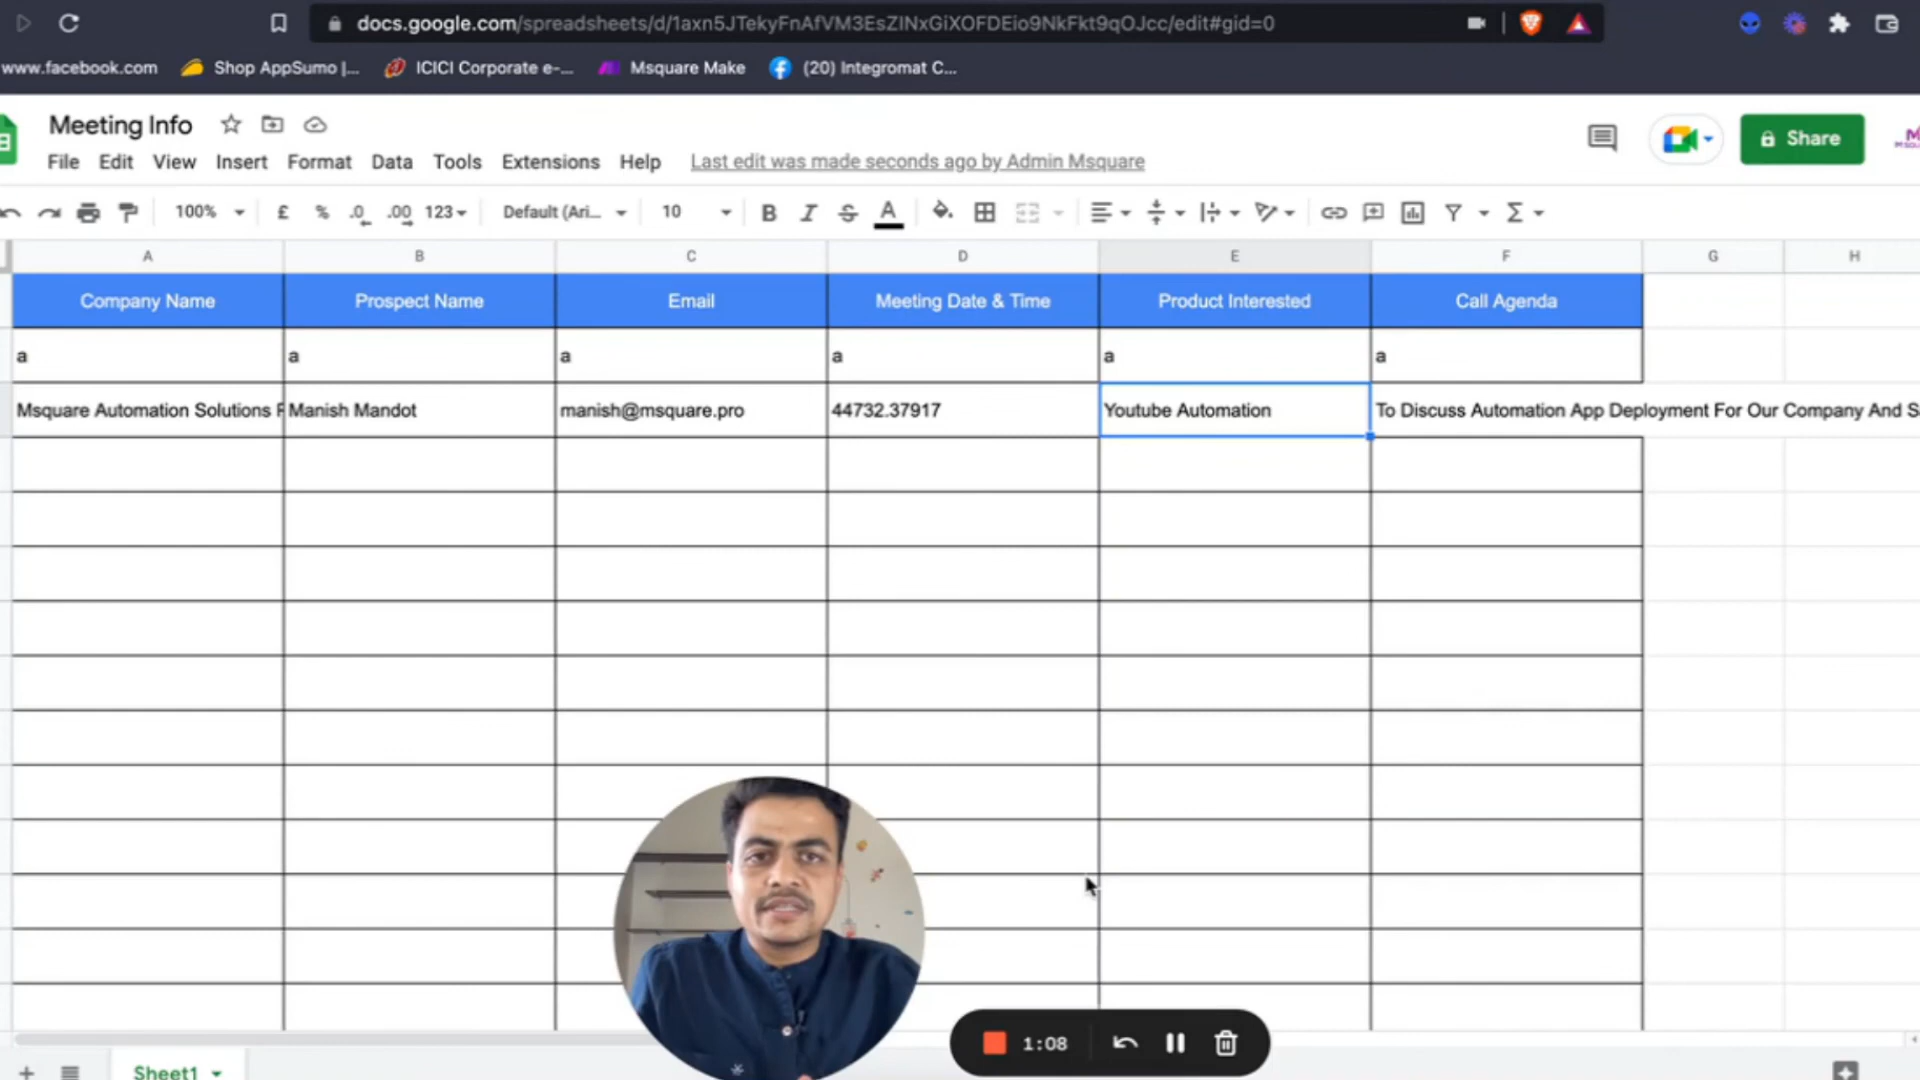 docs.google.com/spreadsheets/d/1axn5JTekyFnAfVM3EsZINxGiXOFDEio9NkFkt9qOJcc/edit#gid=0
www.facebook.com Shop AppSumo |... ICICI Corporate e-... Msquare Make (20) Integromat C...
Meeting Info
Share
File Edit View Insert Format Data Tools Extensions Help Last edit was made seconds ago by Admin Msquare
100% £ % .0 .00 123 Default (Ari... 10 B I S A Σ
A B C D E F G H
Company Name Prospect Name Email Meeting Date & Time Product Interested Call Agenda
a a a a a a
Msquare Automation Solutions Manish Mandot manish@msquare.pro 44732.37917 Youtube Automation To Discuss Automation App Deployment For Our Company And
1:08
Sheet1